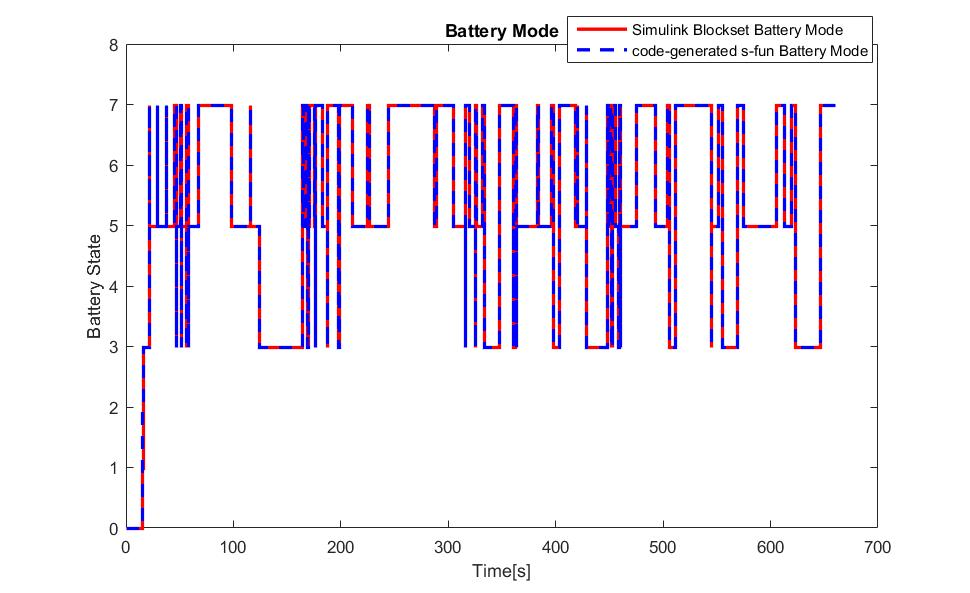 Battery Mode
Simulink Blockset Battery Mode
code-generated s-fun Battery Mode
8
7
6
5
4
3
2
1
0
Battery State
0 100 200 300 400 500 600 700
Time[s]